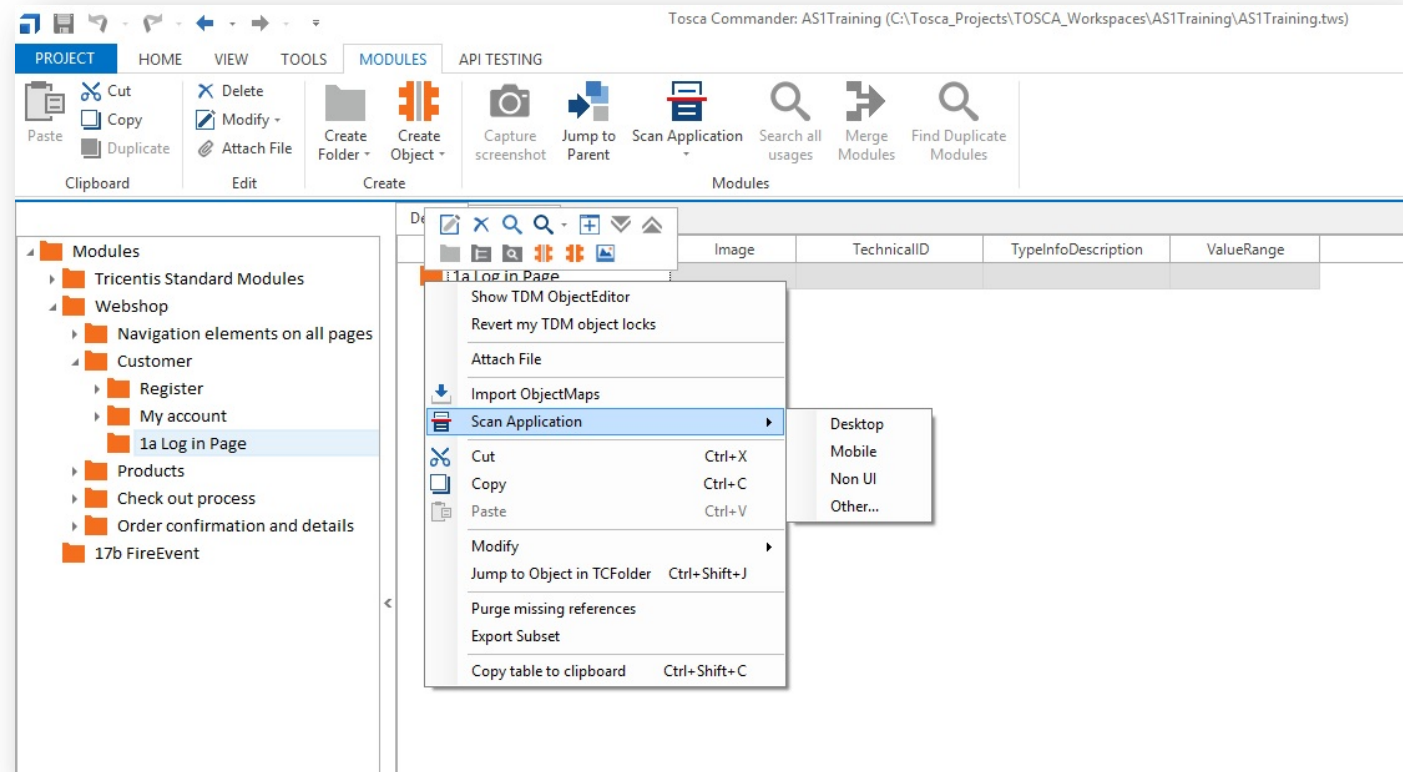 Tosca Commander: AS1Training (C:\Tosca_Projects\TOSCA_Workspaces\AS1Training\AS1Training.tws)
PROJECT HOME VIEW TOOLS MODULES API TESTING
Paste
Cut
Copy
Duplicate
Clipboard
Delete
Modify
Attach File
Edit
Create
Folder
Create
Object
Create
Capture
screenshot
Jump to
Parent
Scan Application
Search all
usages
Merge
Modules
Find Duplicate
Modules
Modules
Modules
Tricentis Standard Modules
Webshop
Navigation elements on all pages
Customer
Register
My account
1a Log in Page
Products
Check out process
Order confirmation and details
17b FireEvent
De
Image TechnicalID TypeInfoDescription ValueRange
1a Log in Page
Show TDM ObjectEditor
Revert my TDM object locks
Attach File
Import ObjectMaps
Scan Application
Cut Ctrl+X
Copy Ctrl+C
Paste Ctrl+V
Modify
Jump to Object in TCFolder Ctrl+Shift+J
Purge missing references
Export Subset
Copy table to clipboard Ctrl+Shift+C
Desktop
Mobile
Non UI
Other...